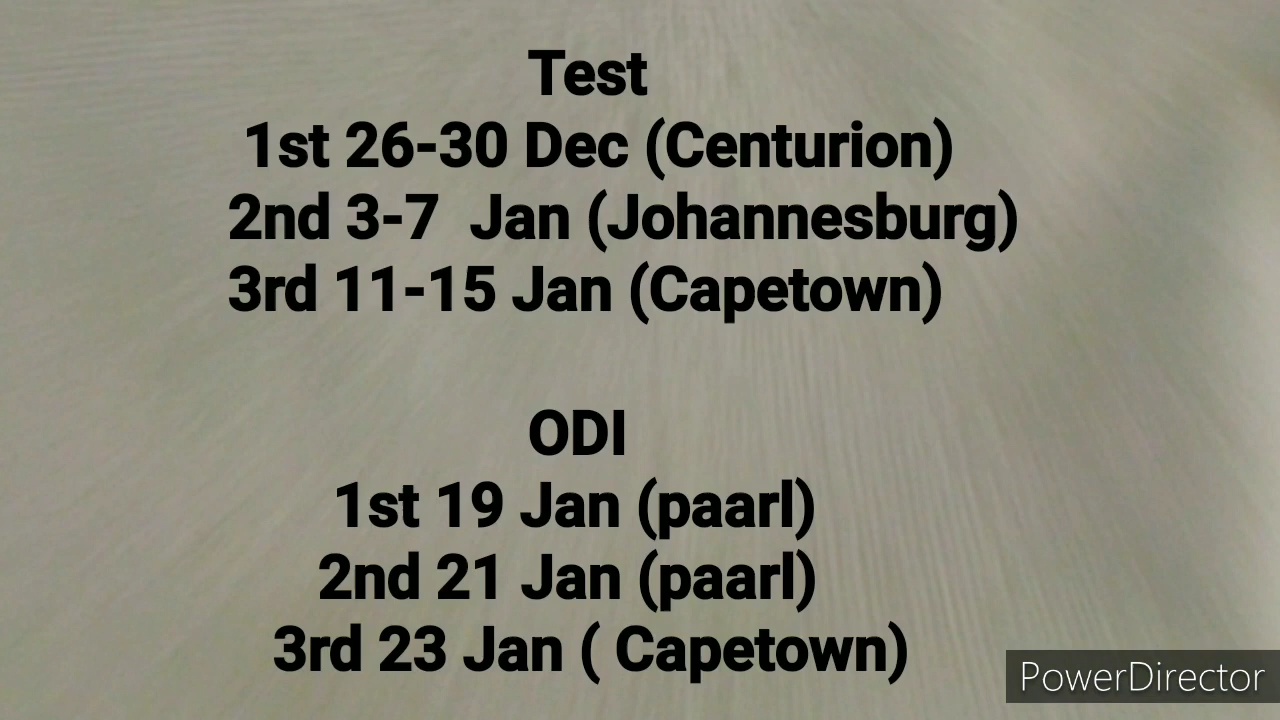 Test
1st 26-30 Dec (Centurion)
2nd 3-7 Jan (Johannesburg)
3rd 11-15 Jan (Capetown)
ODI
1st 19 Jan (paarl)
2nd 21 Jan (paarl)
3rd 23 Jan ( Capetown)
PowerDirector